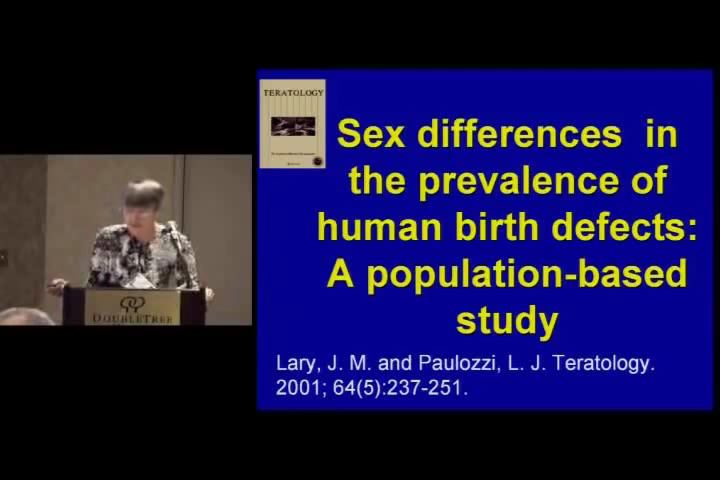 TERATOLOGY
Sex differences in
the prevalence of
human birth defects:
A population-based
study
Lary, J. M. and Paulozzi, L. J. Teratology.
2001; 64(5):237-251.
DOUBLETREE